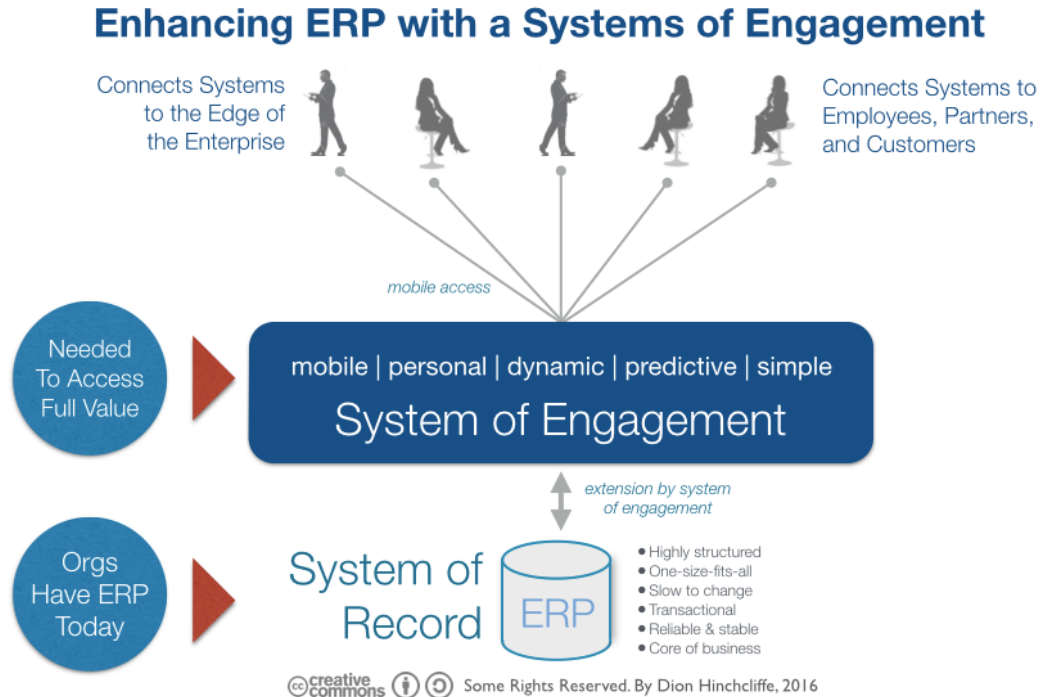 Enhancing ERP with a Systems of Engagement
Connects Systems
to the Edge of
the Enterprise
Connects Systems to
Employees, Partners,
and Customers
mobile access
Needed
To Access
Full Value
mobile | personal | dynamic | predictive | simple
System of Engagement
extension by system
of engagement
Orgs
Have ERP
Today
System of
Record
ERP
• Highly structured
• One-size-fits-all
• Slow to change
• Transactional
• Reliable & stable
• Core of business
cc creative
commons
Some Rights Reserved. By Dion Hinchcliffe, 2016